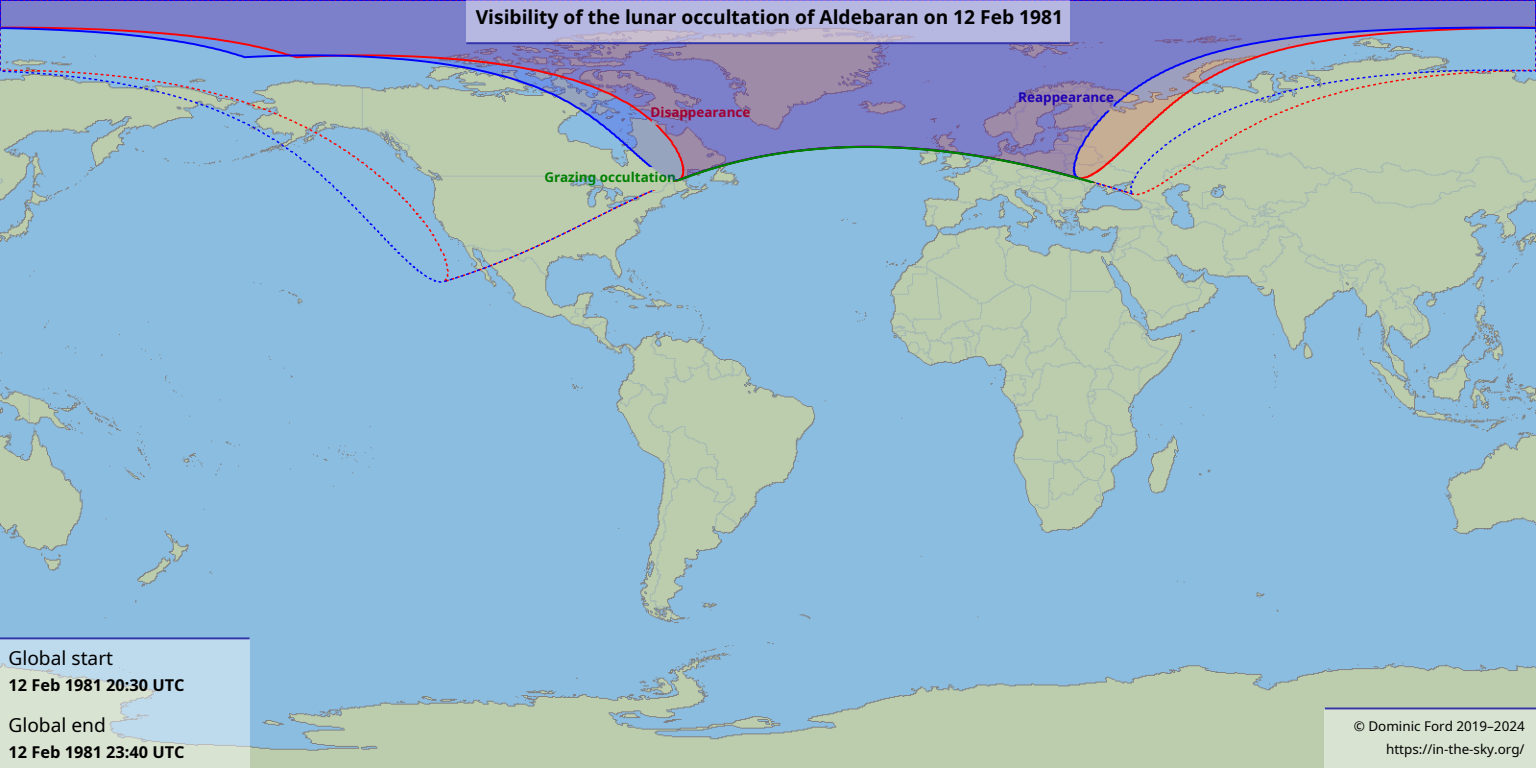 Visibility of the lunar occultation of Aldebaran on 12 Feb 1981
Reappearance
Disappearance
Grazing occultation
Global start
12 Feb 1981 20:30 UTC
Global end
12 Feb 1981 23:40 UTC
© Dominic Ford 2019–2024
https://in-the-sky.org/